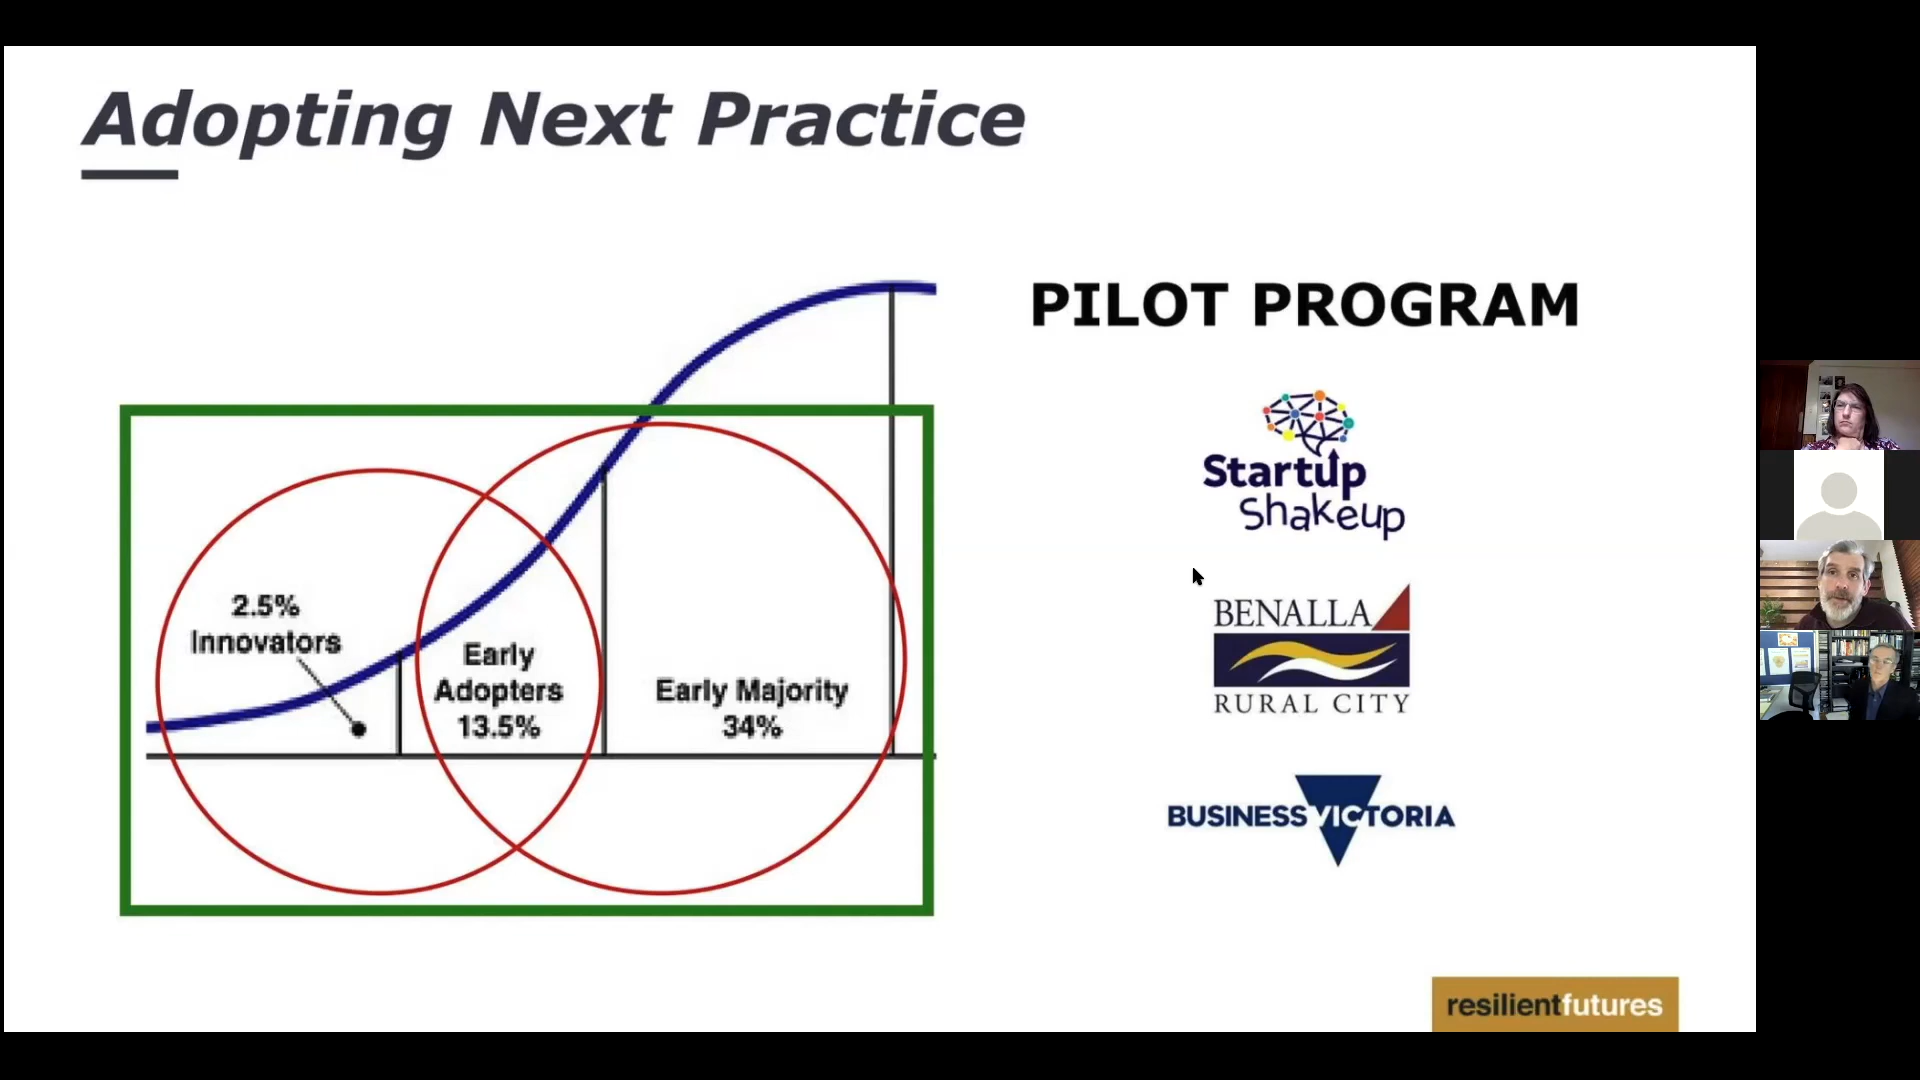 Adopting Next Practice
2.5%
Innovators
Early
Adopters
13.5%
Early Majority
34%
PILOT PROGRAM
Startup
Shakeup
BENALLA
RURAL CITY
BUSINESS VICTORIA
resilientfutures